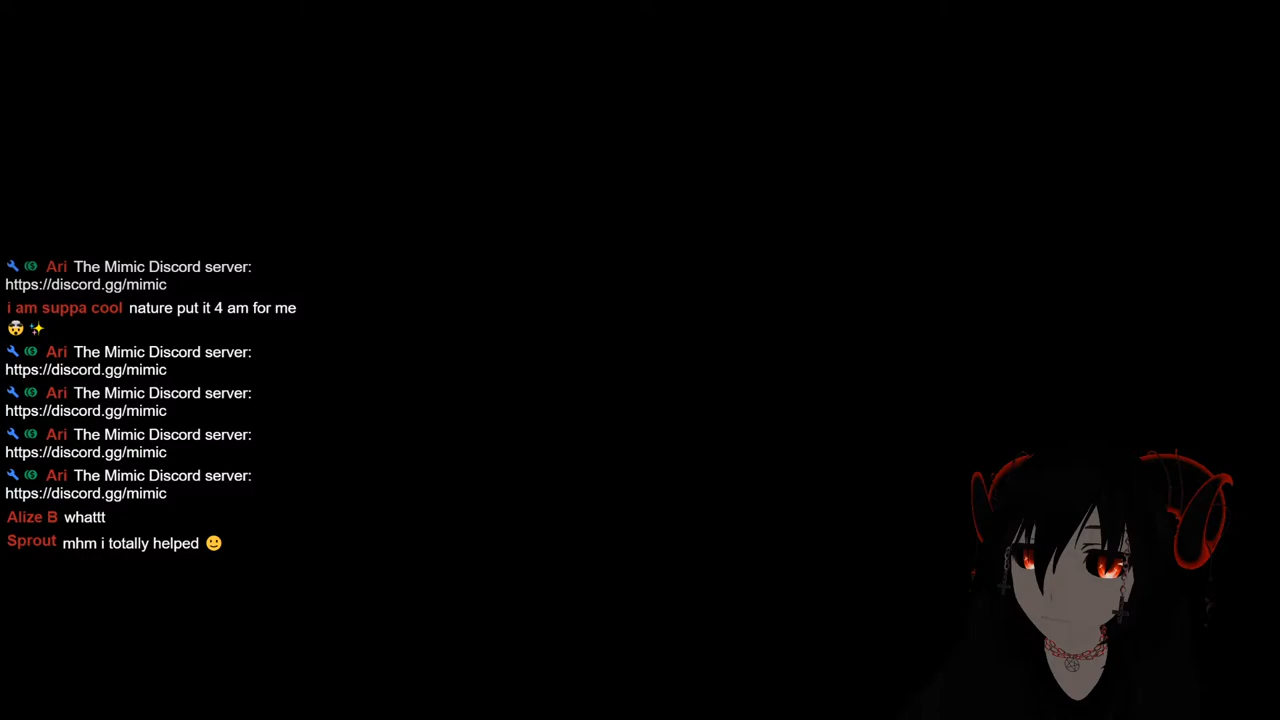 Ari The Mimic Discord server:
https://discord.gg/mimic
i am suppa cool nature put it 4 am for me
🤯 ✨
Ari The Mimic Discord server:
https://discord.gg/mimic
Ari The Mimic Discord server:
https://discord.gg/mimic
Ari The Mimic Discord server:
https://discord.gg/mimic
Ari The Mimic Discord server:
https://discord.gg/mimic
Alize B whattt
Sprout mhm i totally helped 🙂